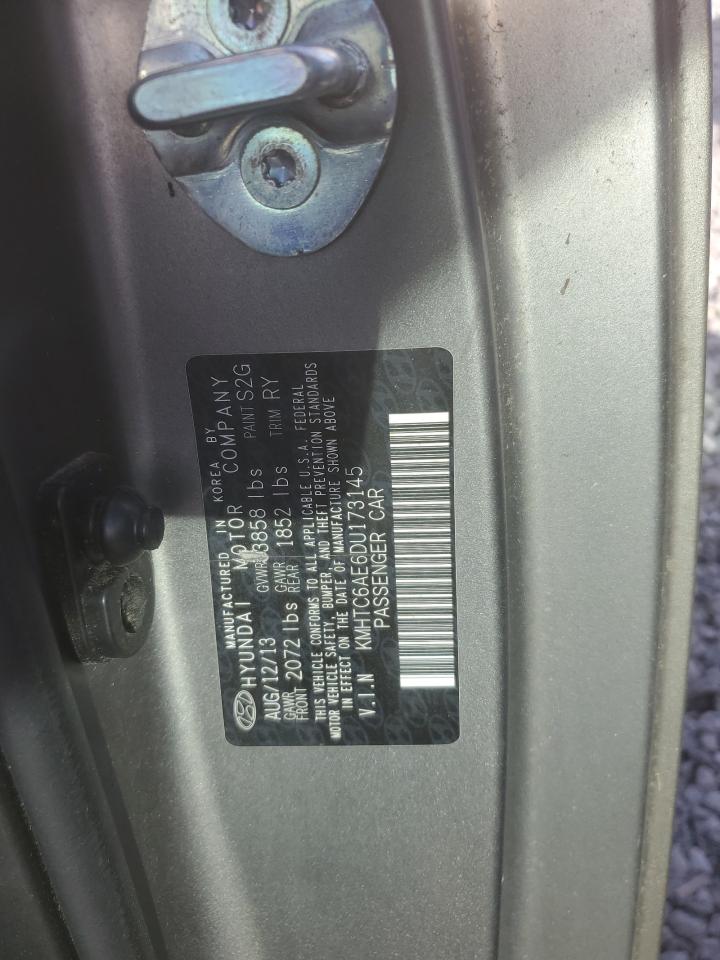 MANUFACTURED IN KOREA BY
HYUNDAI MOTOR COMPANY
AUG/12/13 GVWR 3858 lbs PAINT S2G
GAWR FRONT 2072 lbs GAWR REAR 1852 lbs TRIM RY
THIS VEHICLE CONFORMS TO ALL APPLICABLE U.S.A. FEDERAL
MOTOR VEHICLE SAFETY, BUMPER, AND THEFT PREVENTION STANDARDS
IN EFFECT ON THE DATE OF MANUFACTURE SHOWN ABOVE
V.I.N KMHTC6AE6DU173145
PASSENGER CAR